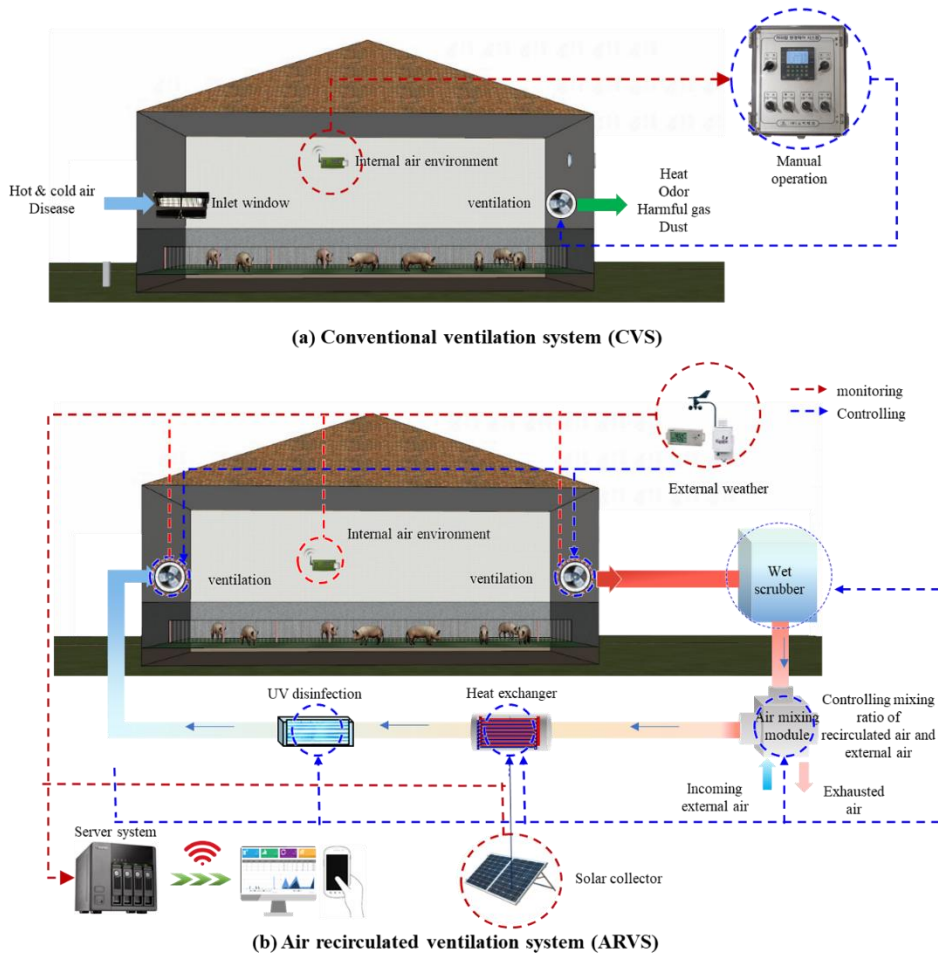 Internal air environment
Manual
operation
Hot & cold air
Disease
Inlet window
ventilation
Heat
Odor
Harmful gas
Dust
(a) Conventional ventilation system (CVS)
monitoring
Controlling
External weather
Internal air environment
ventilation
ventilation
Wet
scrubber
UV disinfection
Heat exchanger
Air mixing
module
Controlling mixing
ratio of
recirculated air and
external air
Incoming
external air
Exhausted
air
Server system
Solar collector
(b) Air recirculated ventilation system (ARVS)